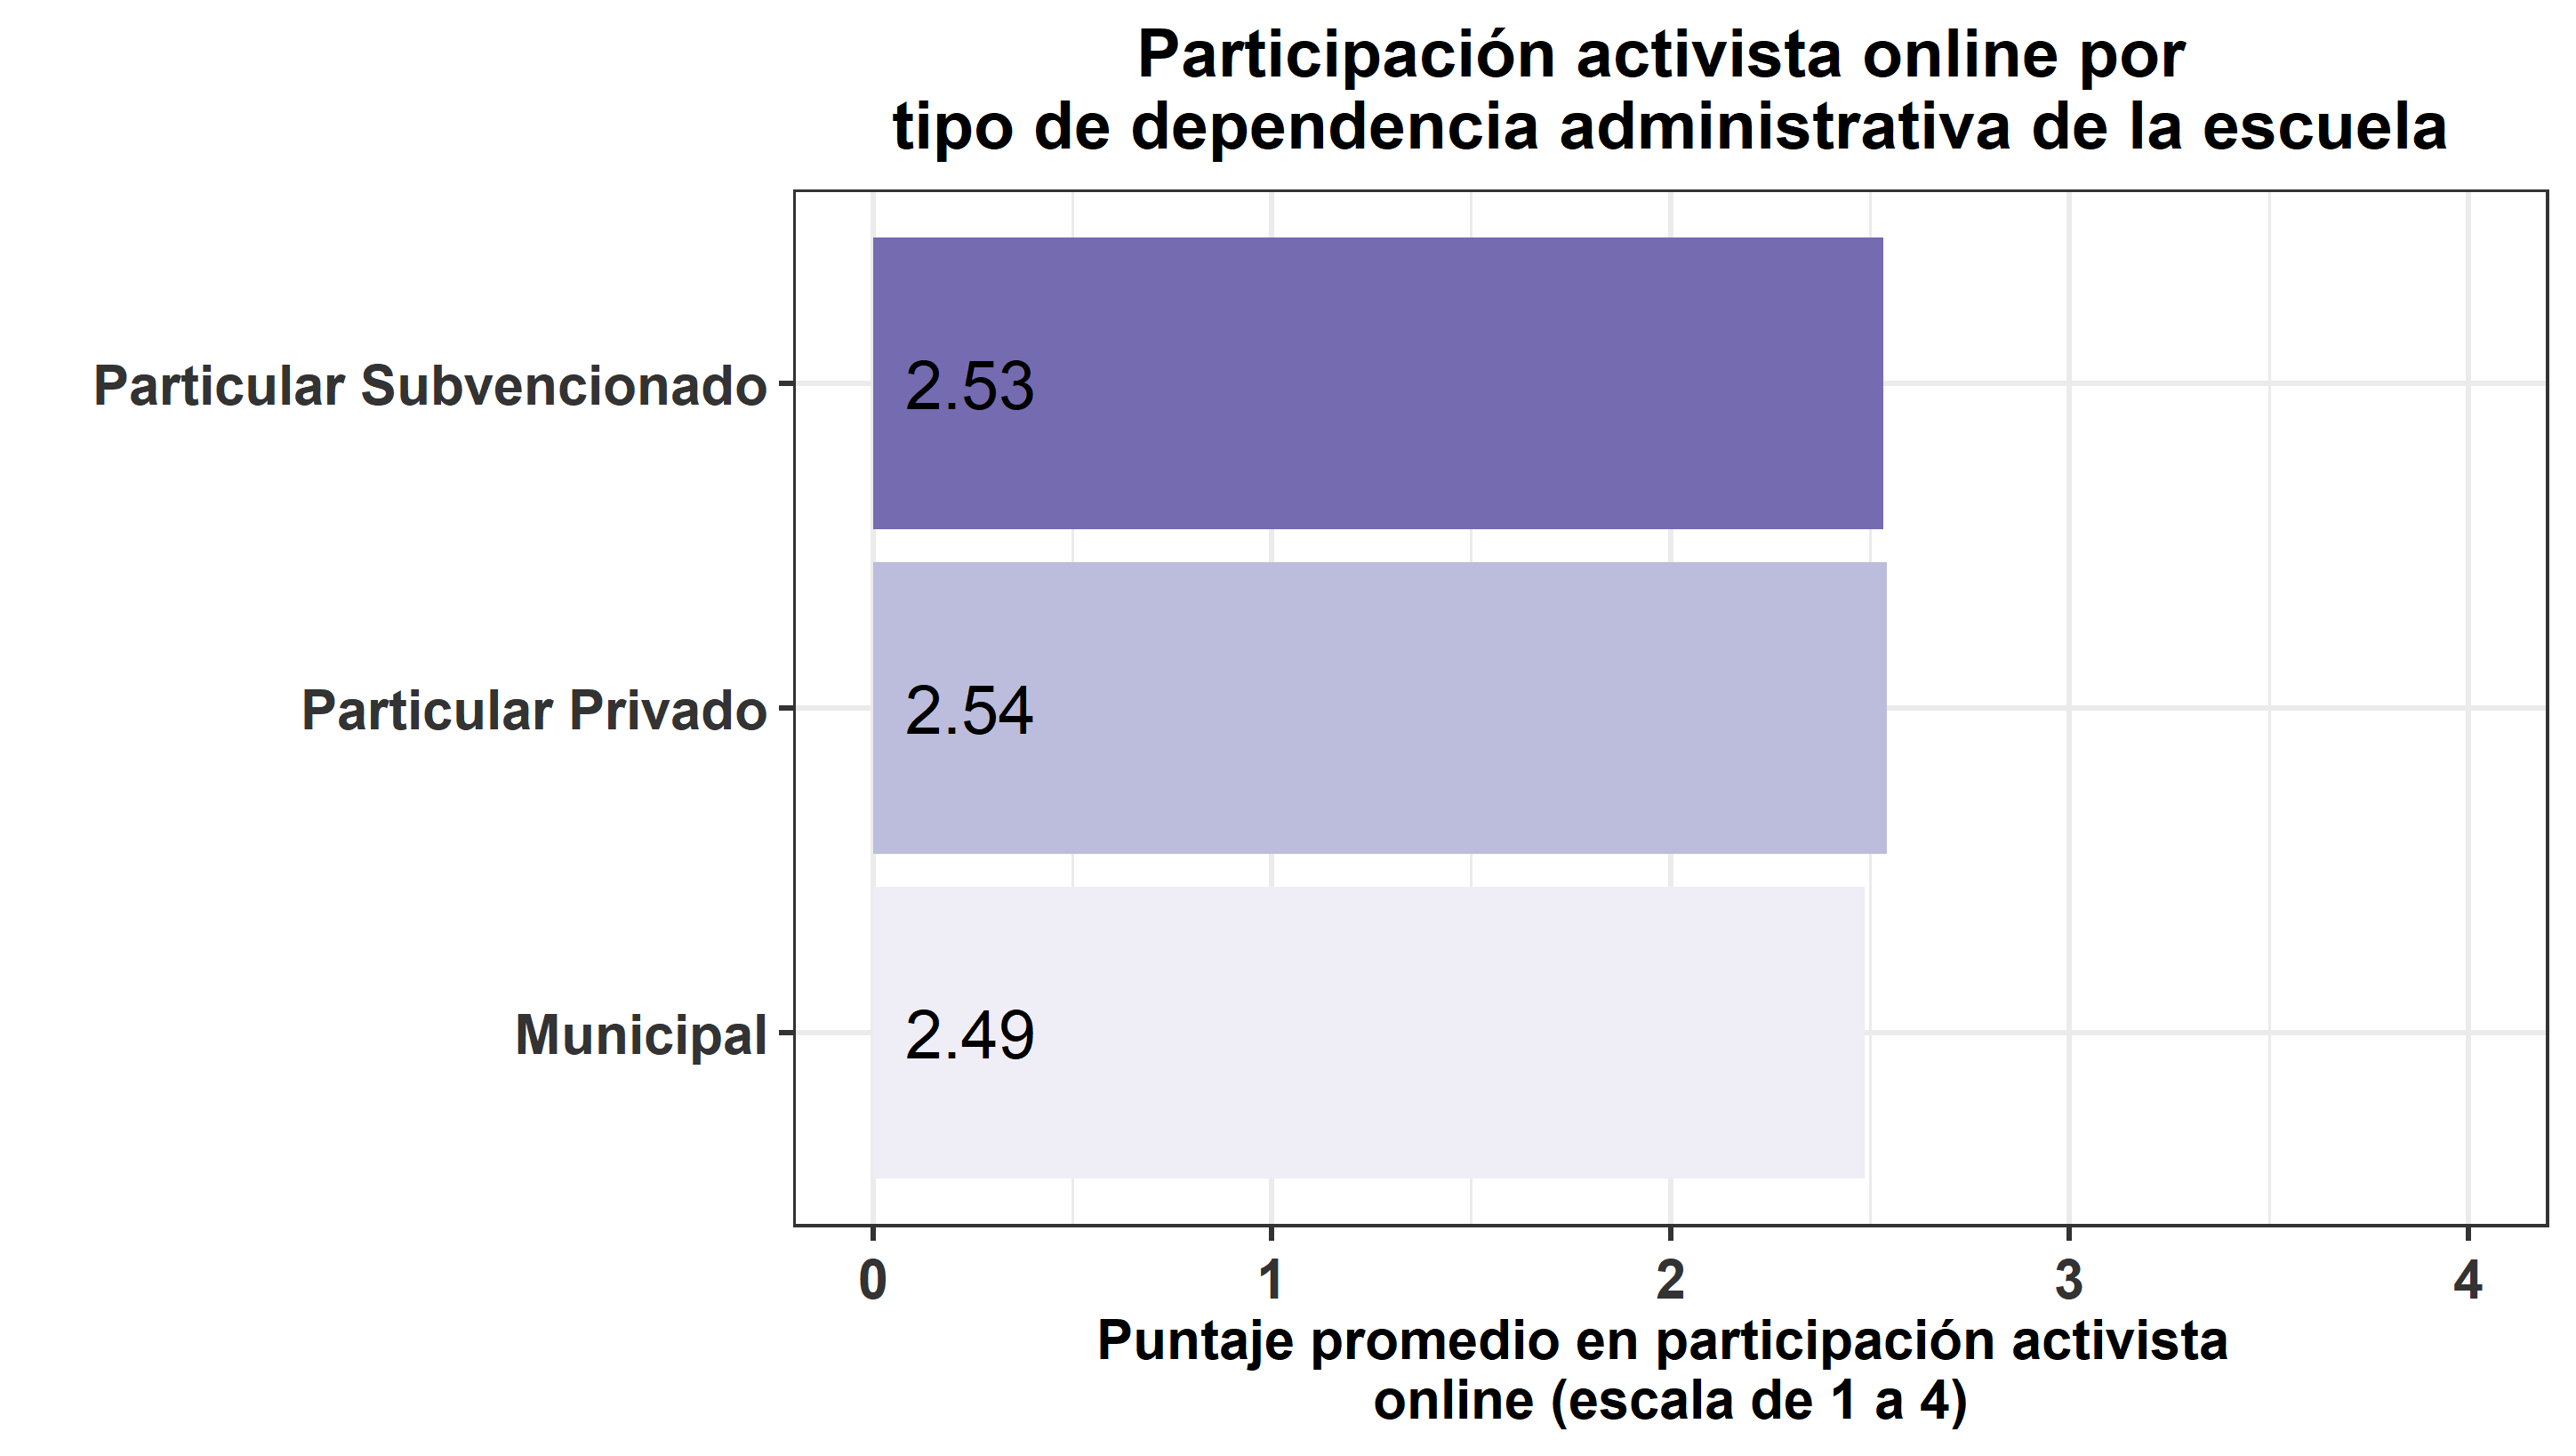 Participación activista online por
tipo de dependencia administrativa de la escuela
Particular Subvencionado
2.53
Particular Privado
2.54
Municipal
2.49
0 1 2 3 4
Puntaje promedio en participación activista
online (escala de 1 a 4)